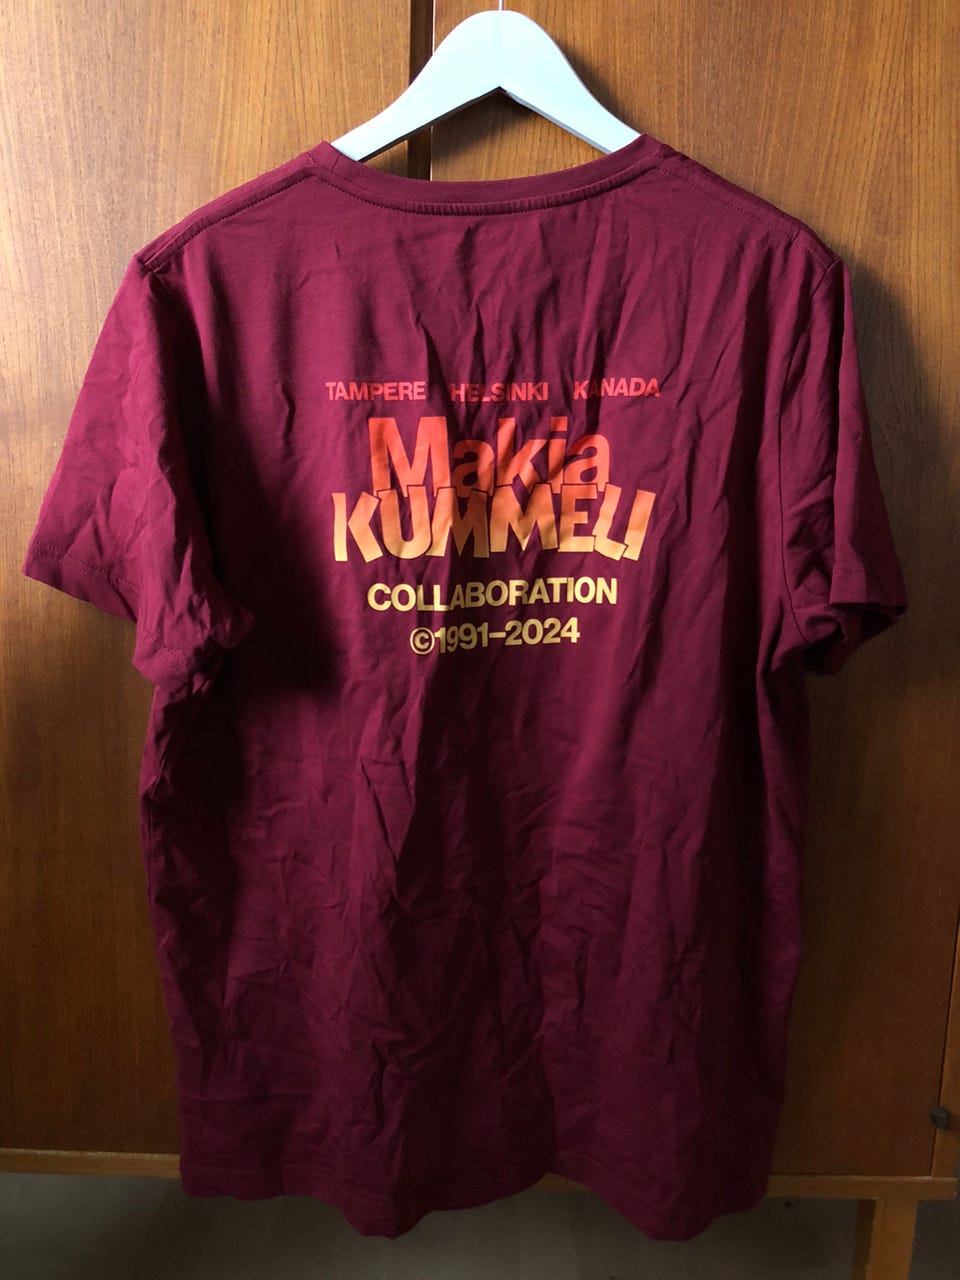 TAMPERE HELSINKI KANADA
Makia
KUMMELI
COLLABORATION
©1991–2024